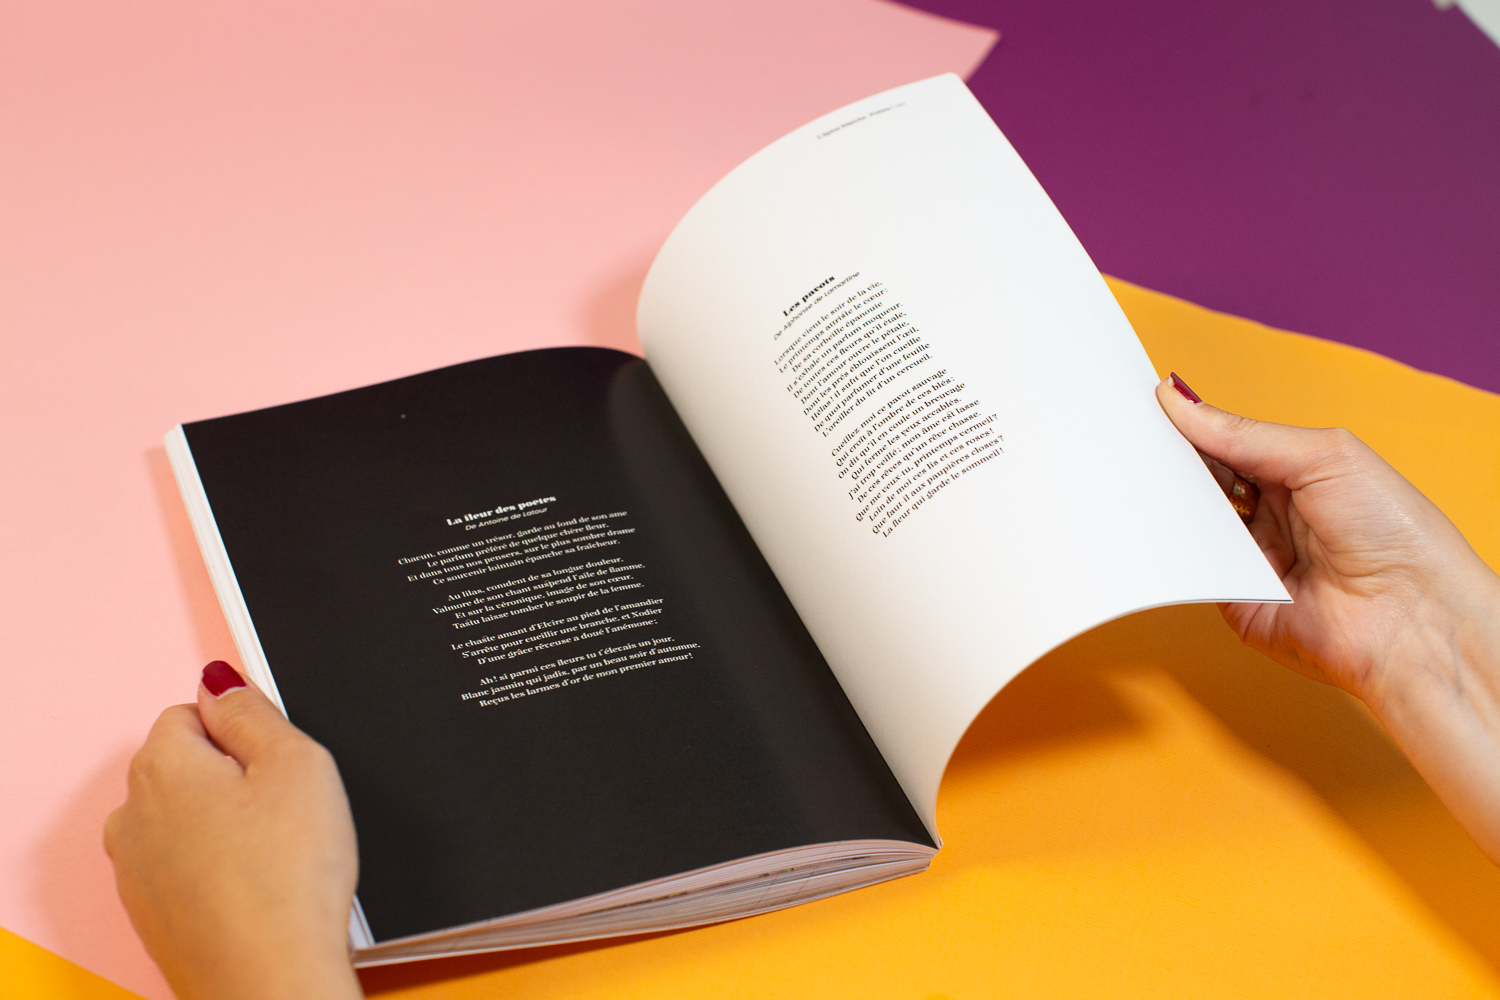 La fleur des poetes
De Antoine de Latour
Chacun, comme un trésor, garde au fond de son ame
Le parfum préféré de quelque chère fleur,
Et dans tous nos pensers, sur le plus sombre drame
Ce souvenir lointain épanche sa fraîcheur.
Au lilas, confident de sa longue douleur,
Valmore de son chant suspend l'aile de flamme,
Et sur la véronique, image de son cœur,
Tastu laisse tomber le soupir de la femme.
Le chaste amant d'Elvire au pied de l'amandier
S'arrête pour cueillir une branche, et Nodier
D'une grâce rêveuse a doué l'anémone;
Ah! si parmi ces fleurs tu t'élevais un jour,
Blanc jasmin qui jadis, par un beau soir d'automne,
Reçus les larmes d'or de mon premier amour!
Les pavots
De Alphonse de Lamartine
Lorsque vient le soir de la vie,
Le printemps attriste le cœur:
De sa corbeille épanouie
Il s'exhale un parfum moqueur.
De toutes ces fleurs qu'il étale,
Dont l'amour ouvre le pétale,
Dont les prés éblouissent l'œil,
Hélas! il suffit que l'on cueille
De quoi parfumer d'une feuille
L'oreiller du lit d'un cercueil.
Cueillez moi ce pavot sauvage
Qui croît à l'ombre de ces blés:
On dit qu'il en coule un breuvage
Qui ferme les yeux accablés.
J'ai trop veillé; mon âme est lasse
De ces rêves qu'un rêve chasse.
Que me veux tu, printemps vermeil?
Loin de moi ces lis et ces roses!
Que faut il aux paupières closes?
La fleur qui garde le sommeil!